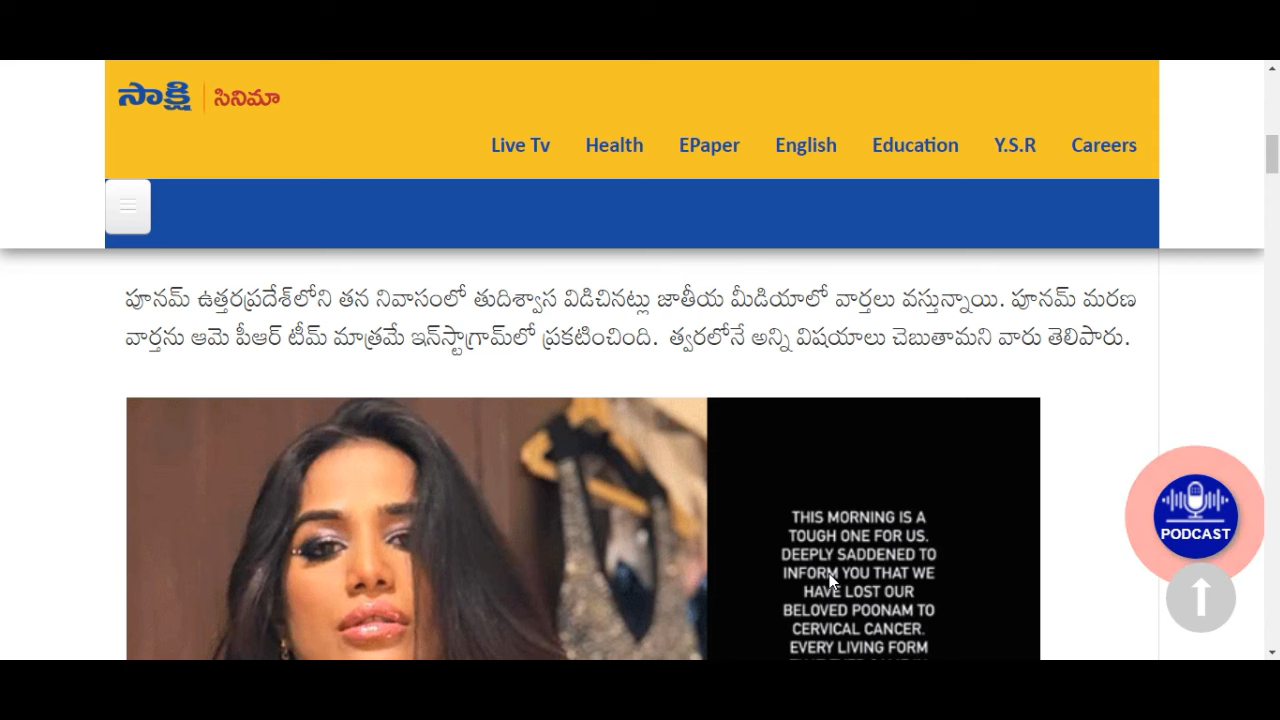 సాక్షి సినిమా
Live Tv Health EPaper English Education Y.S.R Careers
పూనమ్ ఉత్తరప్రదేశ్‌లోని తన నివాసంలో తుదిశ్వాస విడిచినట్లు జాతీయ మీడియాలో వార్తలు వస్తున్నాయి. పూనమ్ మరణ
వార్తను ఆమె పీఆర్ టీమ్ మాత్రమే ఇన్‌స్టాగ్రామ్‌లో ప్రకటించింది. త్వరలోనే అన్ని విషయాలు చెబుతామని వారు తెలిపారు.
THIS MORNING IS A
TOUGH ONE FOR US.
DEEPLY SADDENED TO
INFORM YOU THAT WE
HAVE LOST OUR
BELOVED POONAM TO
CERVICAL CANCER.
EVERY LIVING FORM
PODCAST